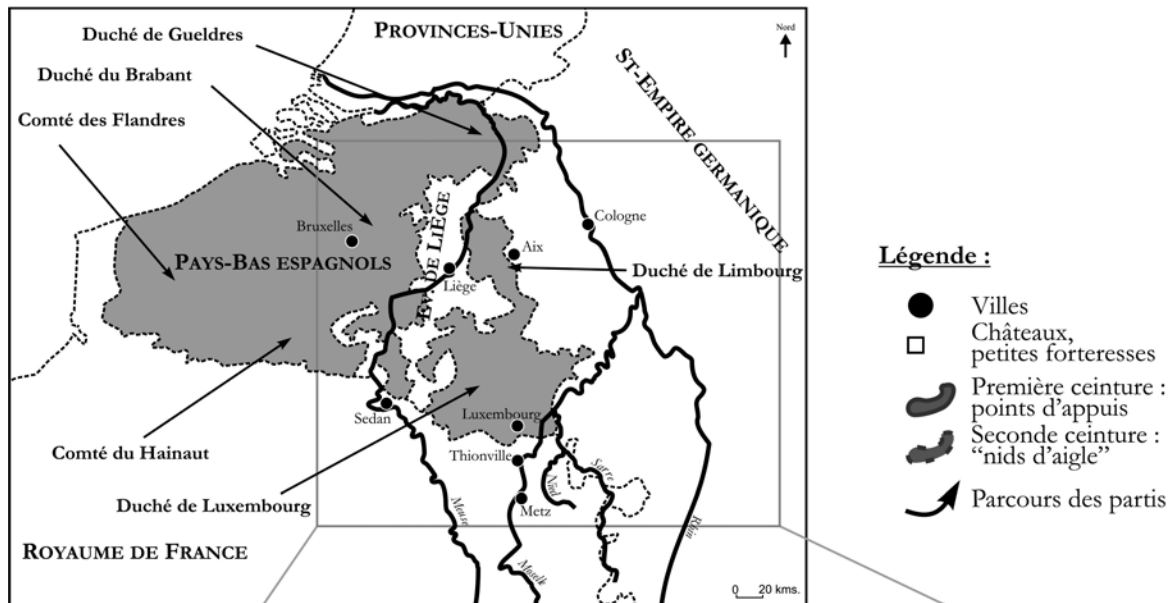 PROVINCES-UNIES
Nord
Duché de Gueldres
Duché du Brabant
Comté des Flandres
ST-EMPIRE GERMANIQUE
Bruxelles
PAYS-BAS ESPAGNOLS
EV. DE LIÈGE
Liège
Aix
Cologne
Duché de Limbourg
Sedan
Luxembourg
Comté du Hainaut
Thionville
Duché de Luxembourg
Metz
Nied
Sarre
Meuse
Moselle
Rhin
ROYAUME DE FRANCE
0 20 kms.
Légende :
Villes
Châteaux,
petites forteresses
Première ceinture :
points d'appuis
Seconde ceinture :
“nids d'aigle”
Parcours des partis